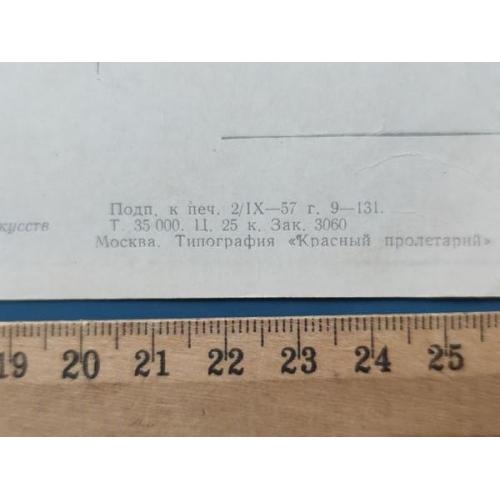 Подп. к печ. 2/IX—57 г. 9—131.
кусств
Т. 35 000. Ц. 25 к. Зак. 3060
Москва. Типография «Красный пролетарий»
19 20 21 22 23 24 25